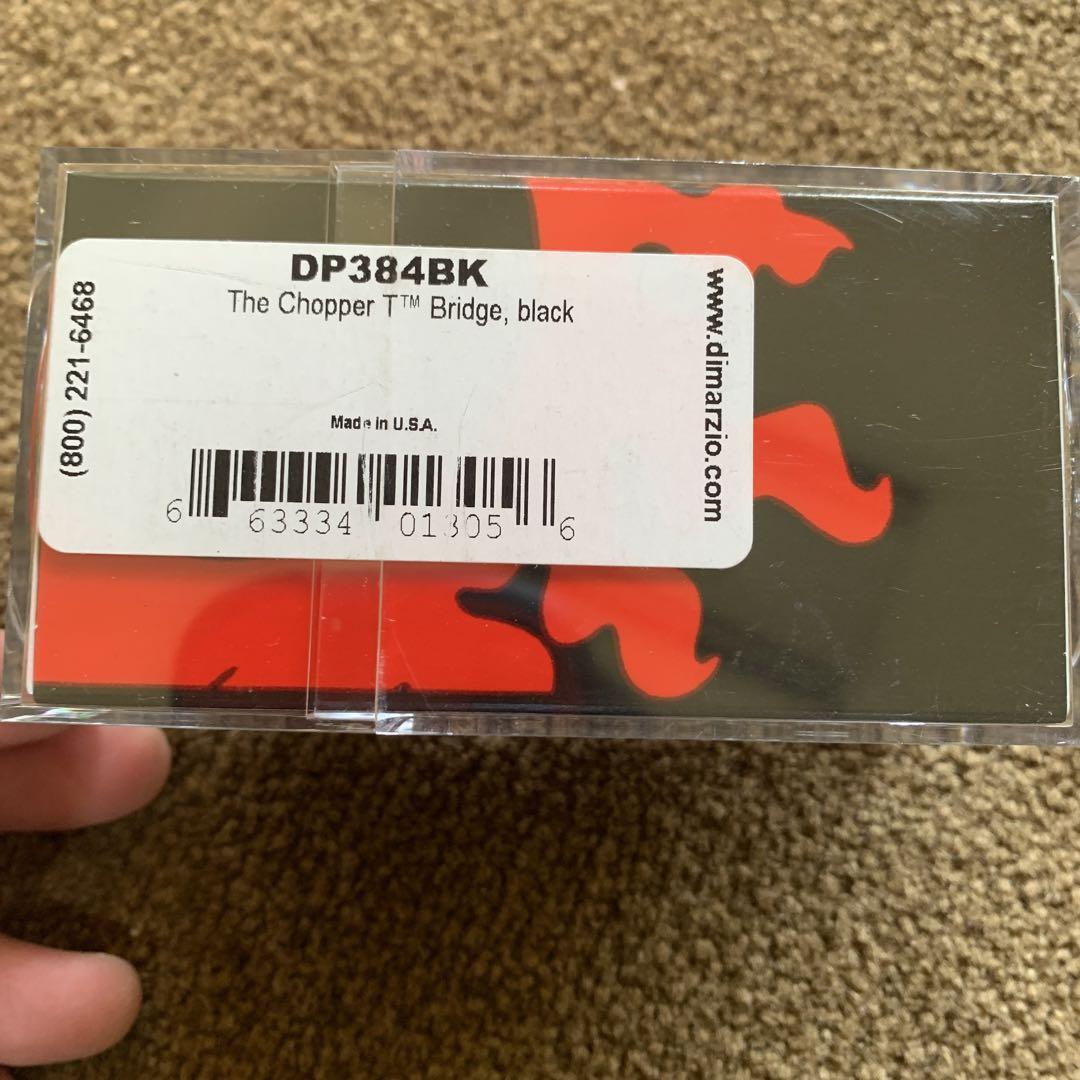 DP384BK
The Chopper T™ Bridge, black
(800) 221-6468
www.dimarzio.com
Made in U.S.A.
6 63334 01305 6